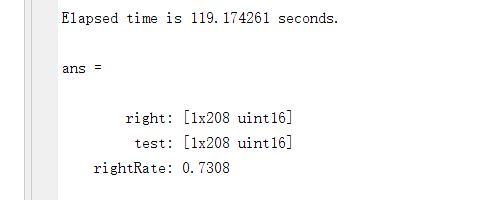 Elapsed time is 119.174261 seconds.
ans =
right: [1x208 uint16]
test: [1x208 uint16]
rightRate: 0.7308